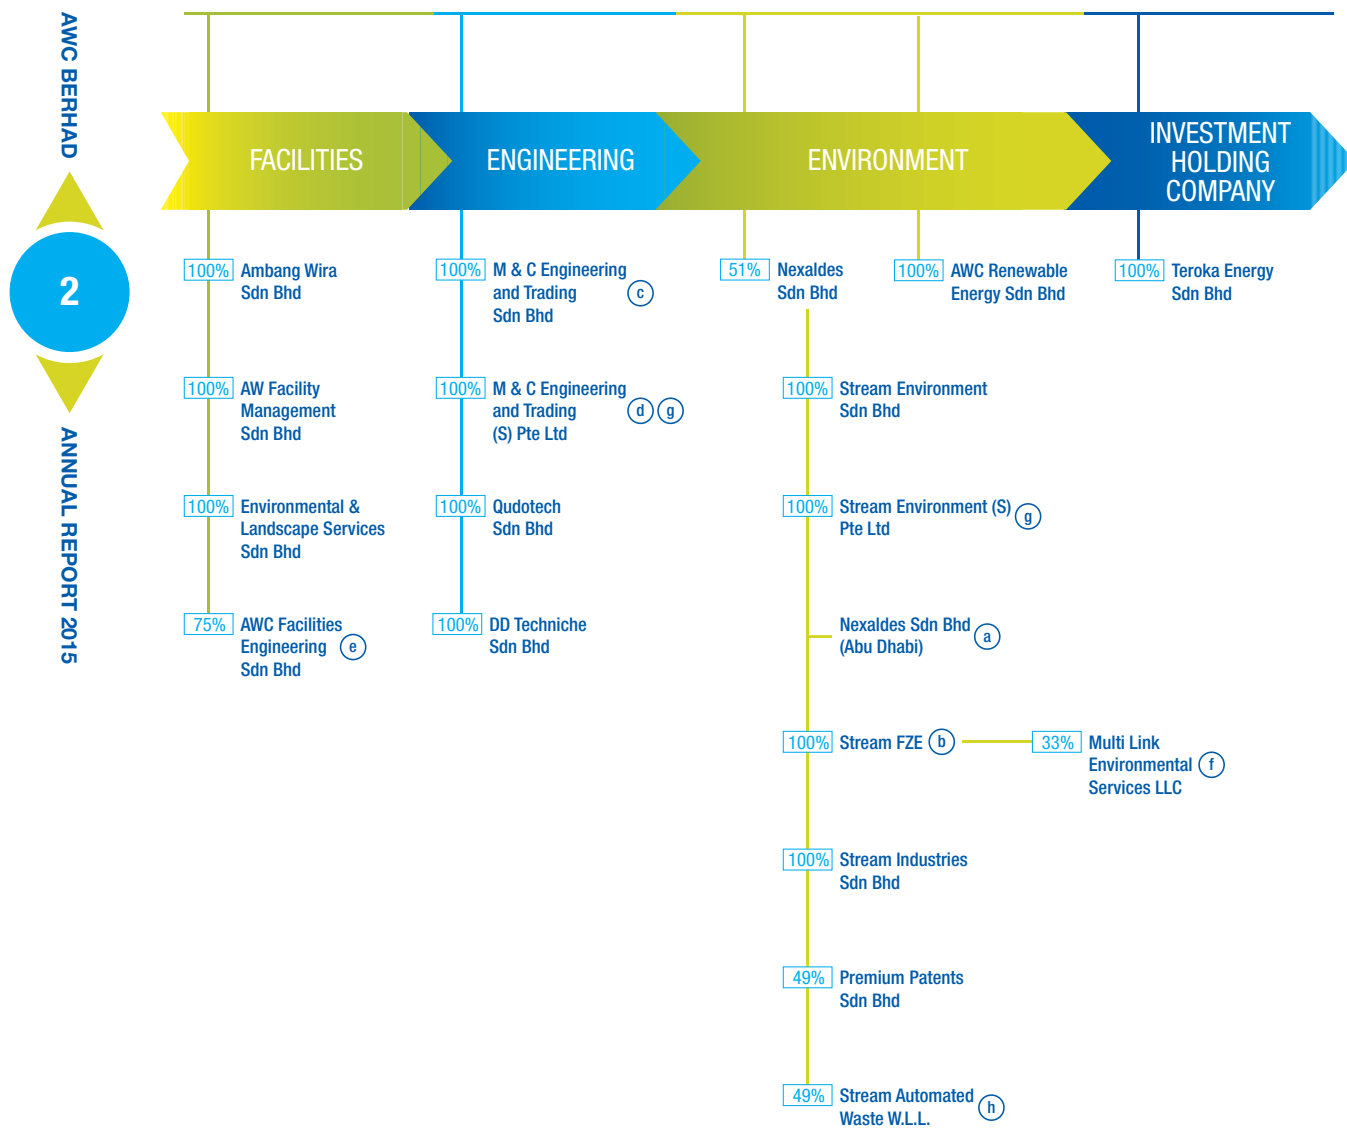 AWC BERHAD
2
ANNUAL REPORT 2015
FACILITIES
ENGINEERING
ENVIRONMENT
INVESTMENT
HOLDING
COMPANY
100% Ambang Wira
Sdn Bhd
100% AW Facility
Management
Sdn Bhd
100% Environmental &
Landscape Services
Sdn Bhd
75% AWC Facilities
Engineering e
Sdn Bhd
100% M & C Engineering
and Trading c
Sdn Bhd
100% M & C Engineering
and Trading d g
(S) Pte Ltd
100% Qudotech
Sdn Bhd
100% DD Techniche
Sdn Bhd
51% Nexaldes
Sdn Bhd
100% Stream Environment
Sdn Bhd
100% Stream Environment (S) g
Pte Ltd
Nexaldes Sdn Bhd a
(Abu Dhabi)
100% Stream FZE b
33% Multi Link
Environmental f
Services LLC
100% Stream Industries
Sdn Bhd
49% Premium Patents
Sdn Bhd
49% Stream Automated h
Waste W.L.L.
100% AWC Renewable
Energy Sdn Bhd
100% Teroka Energy
Sdn Bhd